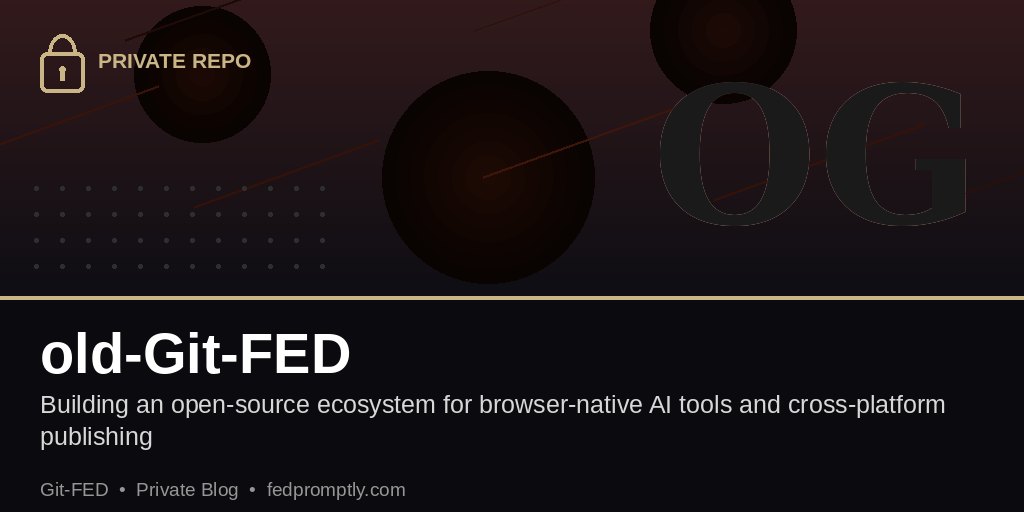 PRIVATE REPO
OG
old-Git-FED
Building an open-source ecosystem for browser-native AI tools and cross-platform
publishing
Git-FED • Private Blog • fedpromptly.com